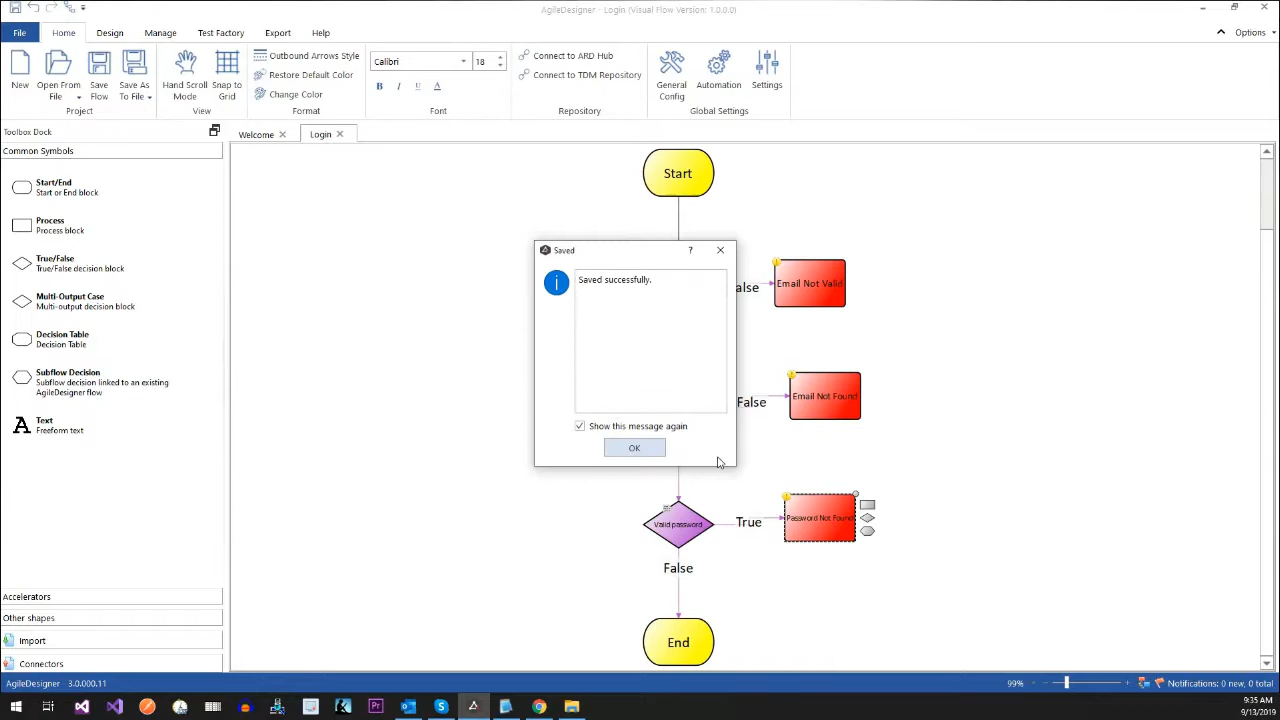 AgileDesigner - Login (Visual Flow Version: 1.0.0.0)
File Home Design Manage Test Factory Export Help Options
New
Open From File
Save Flow
Save As To File
Project
Hand Scroll Mode
Snap to Grid
View
Outbound Arrows Style
Restore Default Color
Change Color
Format
Calibri 18
B I U A
Font
Connect to ARD Hub
Connect to TDM Repository
Repository
General Config
Automation
Settings
Global Settings
Toolbox Dock
Common Symbols
Welcome Login
Start/End
Start or End block
Process
Process block
True/False
True/False decision block
Multi-Output Case
Multi-output decision block
Decision Table
Decision Table
Subflow Decision
Subflow decision linked to an existing
AgileDesigner flow
A Text
Freeform text
Accelerators
Other shapes
Import
Connectors
Start
Saved ?
Saved successfully.
Show this message again
OK
alse
Email Not Valid
False
Email Not Found
Valid password
True
Password Not Found
False
End
AgileDesigner - 3.0.000.11
99%
Notifications: 0 new, 0 total
9:35 AM
9/13/2019